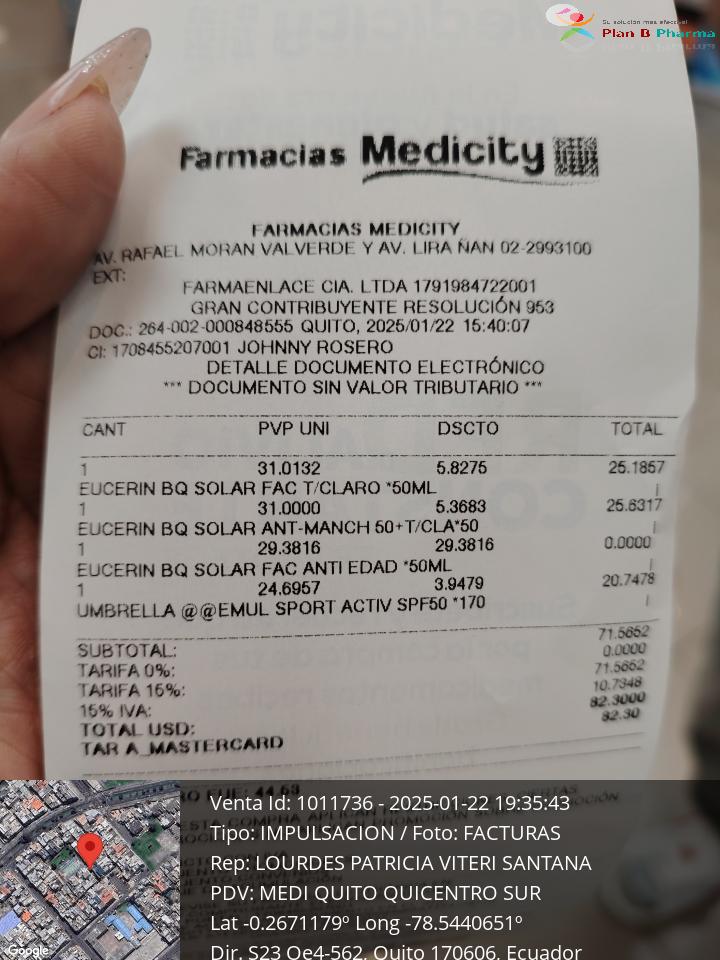 Su solución más efectiva!
Plan B Pharma
Farmacias Medicity
FARMACIAS MEDICITY
AV. RAFAEL MORAN VALVERDE Y AV. LIRA ÑAN 02-2993100
EXT:
FARMAENLACE CIA. LTDA 1791984722001
GRAN CONTRIBUYENTE RESOLUCIÓN 953
DOC.: 264-002-000848555 QUITO, 2025/01/22 15:40:07
CI: 1708455207001 JOHNNY ROSERO
DETALLE DOCUMENTO ELECTRÓNICO
*** DOCUMENTO SIN VALOR TRIBUTARIO ***
CANT PVP UNI DSCTO TOTAL
1 31.0132 5.8275 25.1857
EUCERIN BQ SOLAR FAC T/CLARO *50ML I
1 31.0000 5.3683 25.6317
EUCERIN BQ SOLAR ANT-MANCH 50+T/CLA*50 I
1 29.3816 29.3816 0.0000
EUCERIN BQ SOLAR FAC ANTI EDAD *50ML I
1 24.6957 3.9479 20.7478
UMBRELLA @@EMUL SPORT ACTIV SPF50 *170 I
SUBTOTAL: 71.5652
TARIFA 0%: 0.0000
TARIFA 15%: 71.5652
15% IVA: 10.7348
TOTAL USD: 82.3000
TAR A_MASTERCARD 82.30
FUE: 44.63
Venta Id: 1011736 - 2025-01-22 19:35:43
Tipo: IMPULSACION / Foto: FACTURAS
Rep: LOURDES PATRICIA VITERI SANTANA
PDV: MEDI QUITO QUICENTRO SUR
Lat -0.2671179º Long -78.5440651º
Dir. S23 Oe4-562, Quito 170606, Ecuador
Google